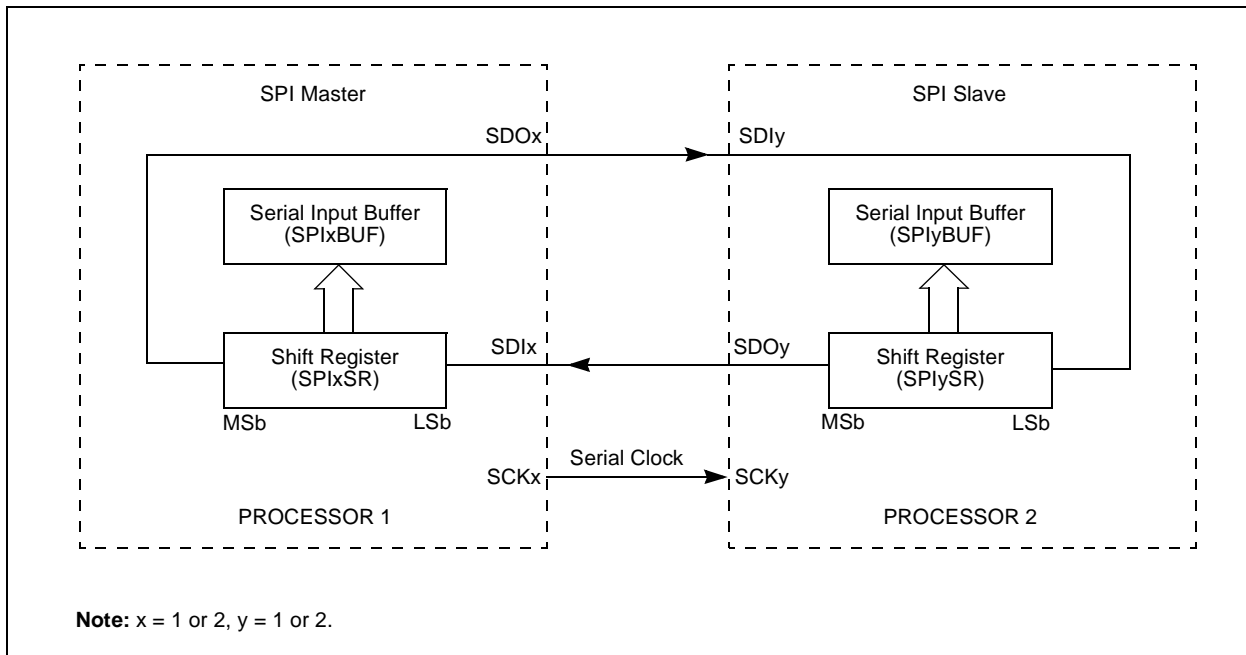 SPI Master
SPI Slave
SDOx
SDIy
Serial Input Buffer
(SPIxBUF)
Serial Input Buffer
(SPIyBUF)
SDIx
SDOy
Shift Register
(SPIxSR)
Shift Register
(SPIySR)
MSb
LSb
MSb
LSb
Serial Clock
SCKx
SCKy
PROCESSOR 1
PROCESSOR 2
Note: x = 1 or 2, y = 1 or 2.